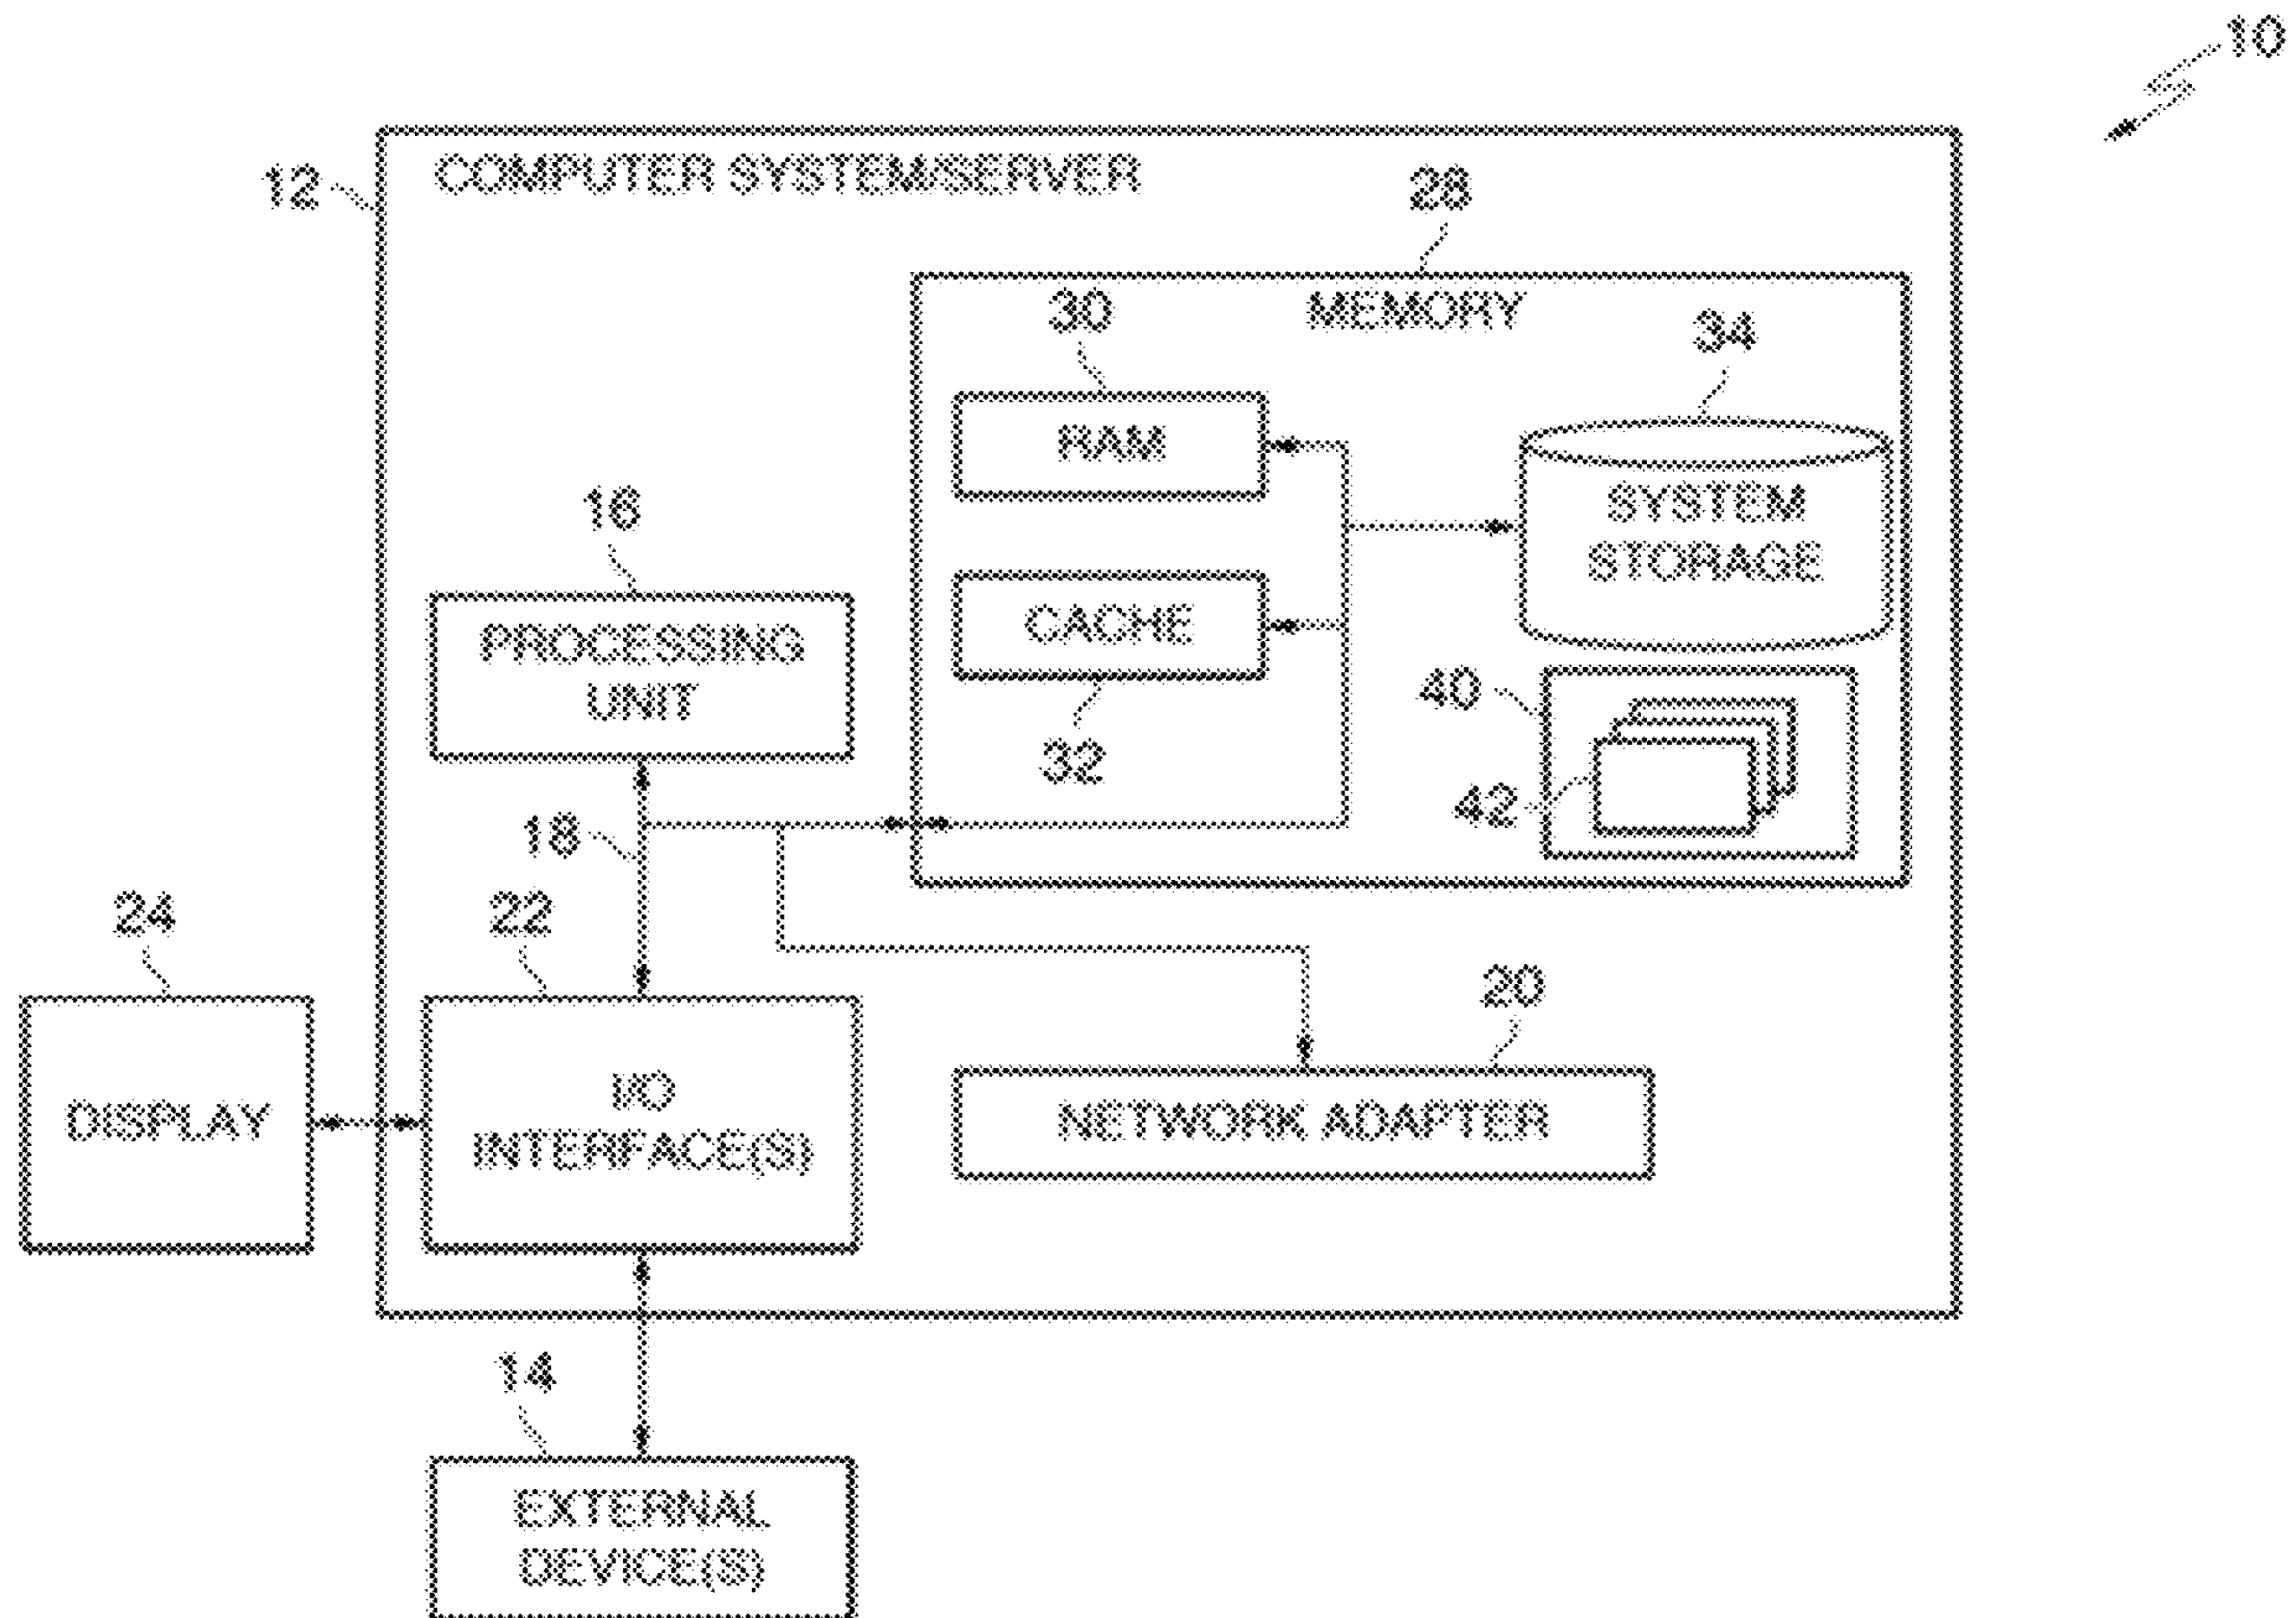 10
12
COMPUTER SYSTEM/SERVER
28
MEMORY
30
34
RAM
SYSTEM
STORAGE
16
PROCESSING
UNIT
CACHE
32
40
42
18
24
22
20
DISPLAY
I/O
INTERFACE(S)
NETWORK ADAPTER
14
EXTERNAL
DEVICE(S)